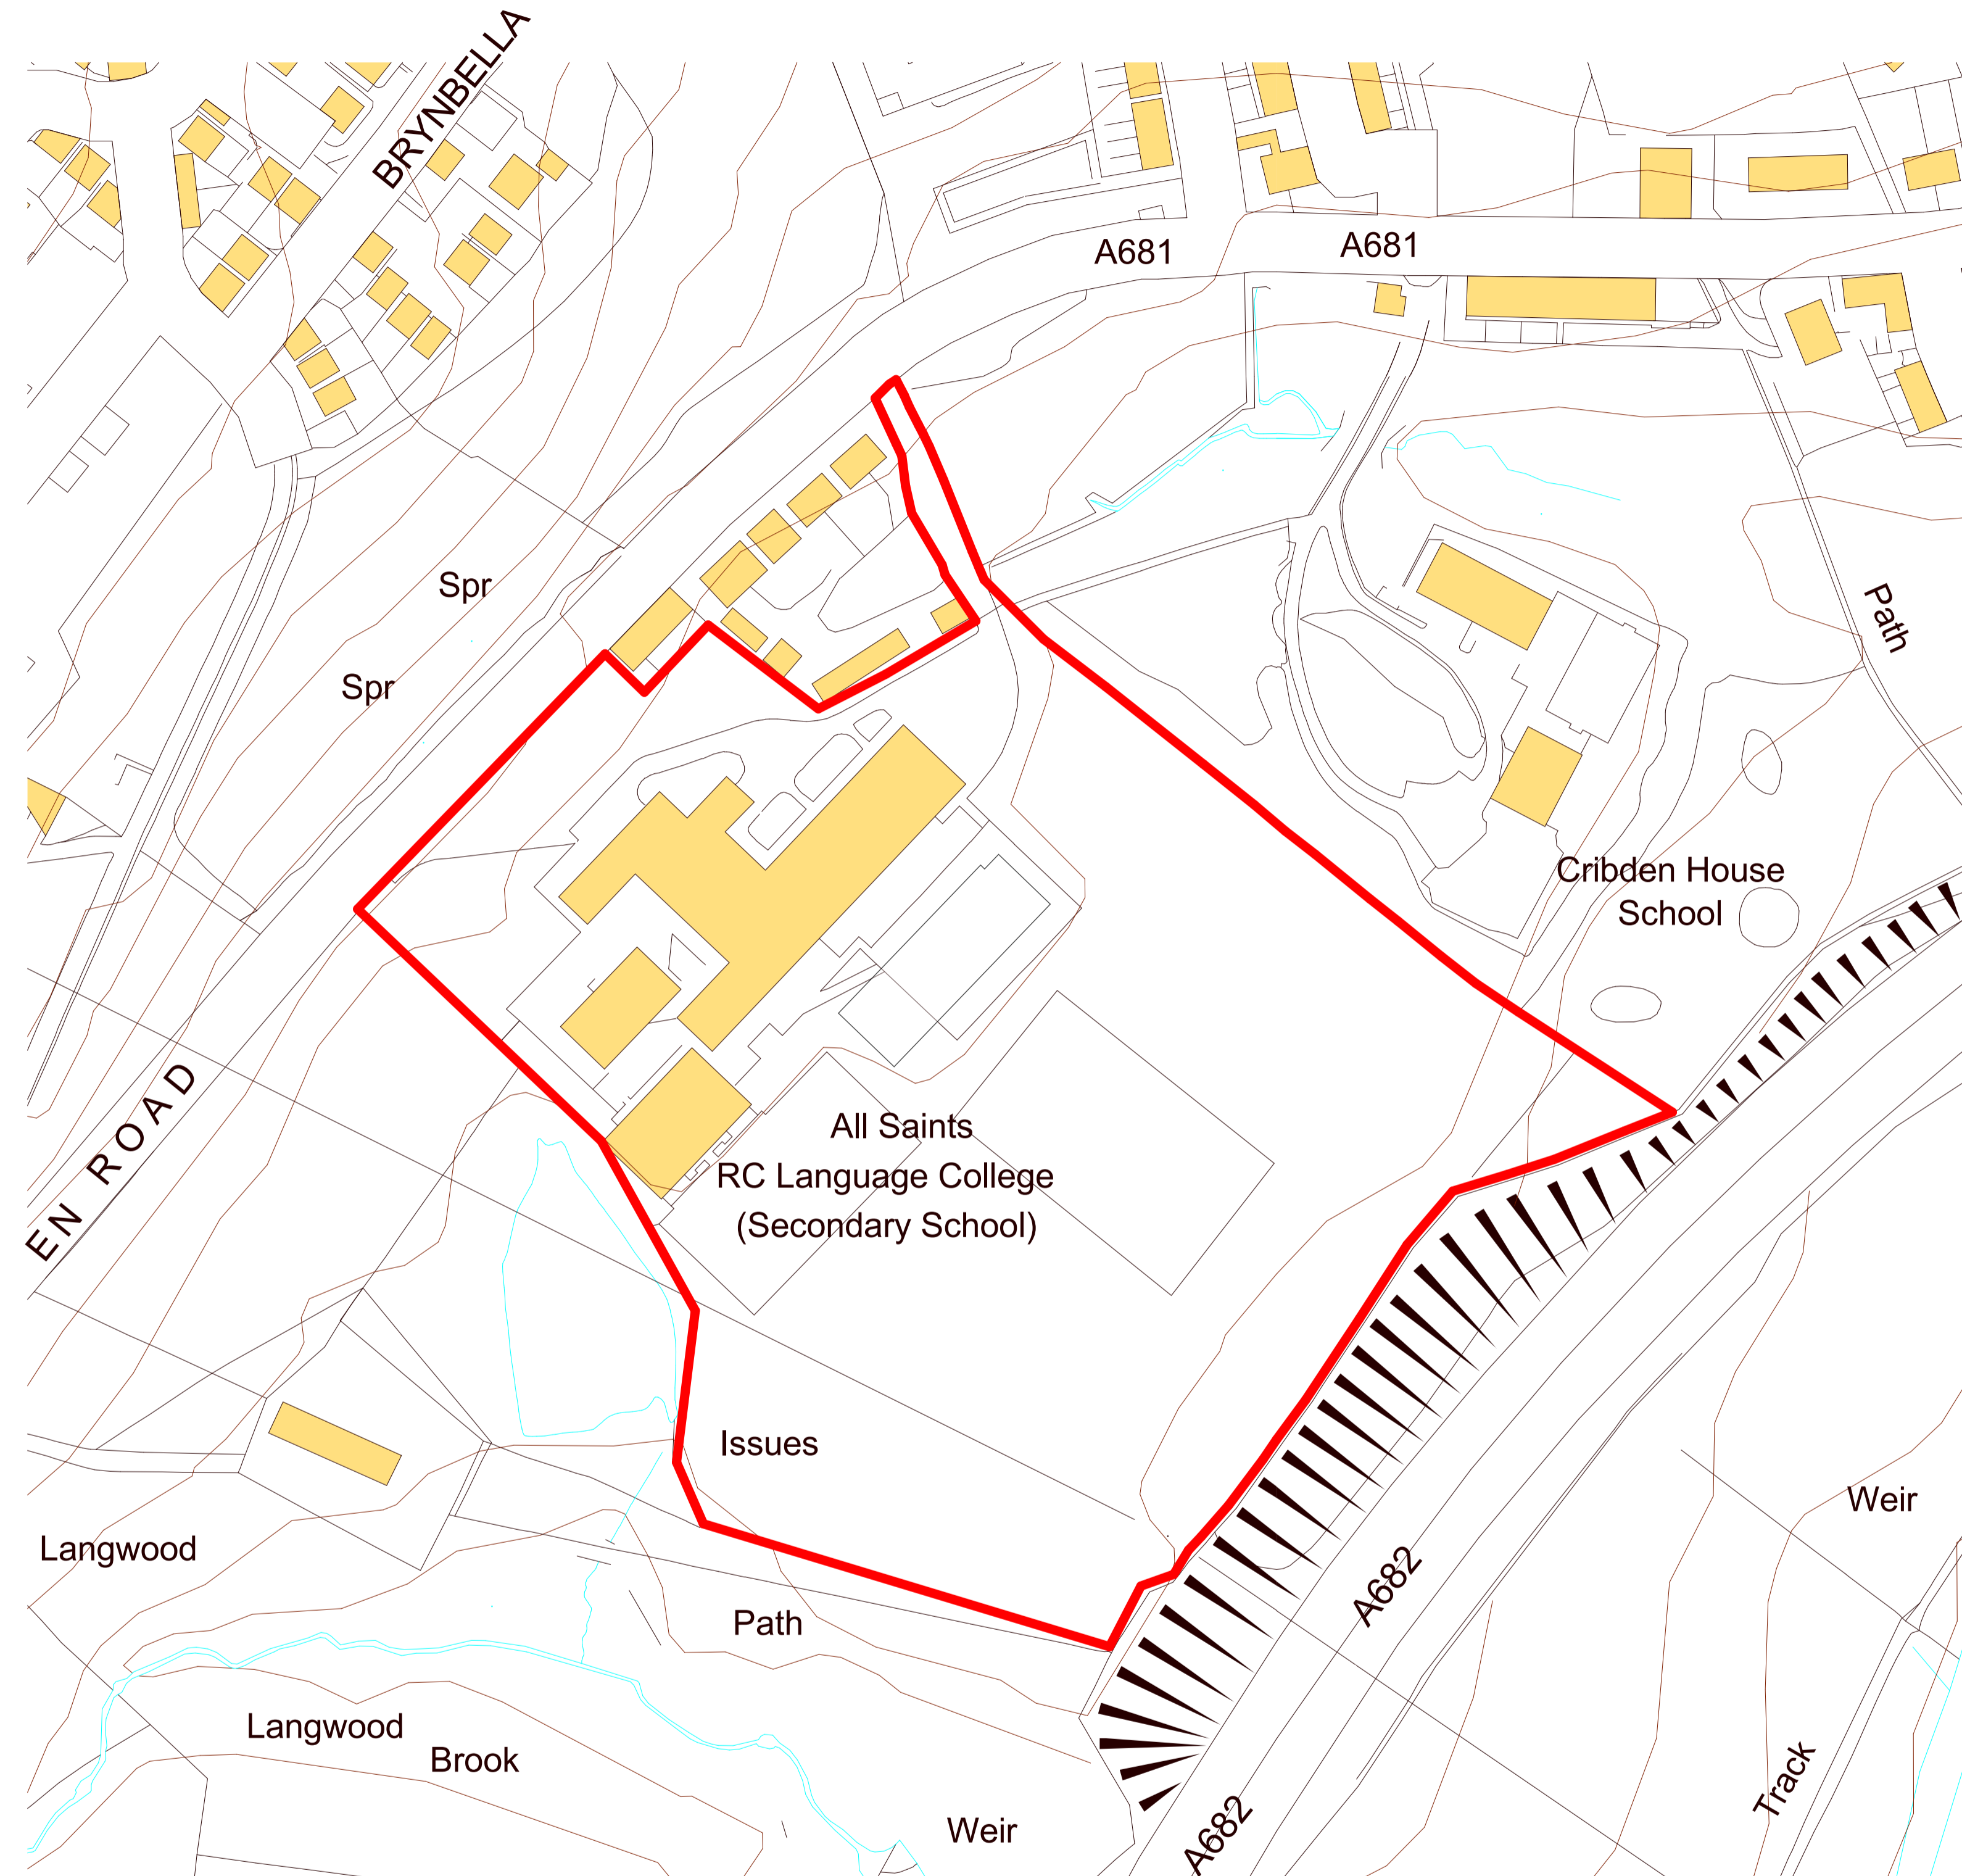 BRYNBELLA
A681
A681
Spr
Spr
Path
Cribden House
School
EN ROAD
All Saints
RC Language College
(Secondary School)
Issues
Weir
Langwood
A682
Path
Langwood
Brook
Track
Weir
A682